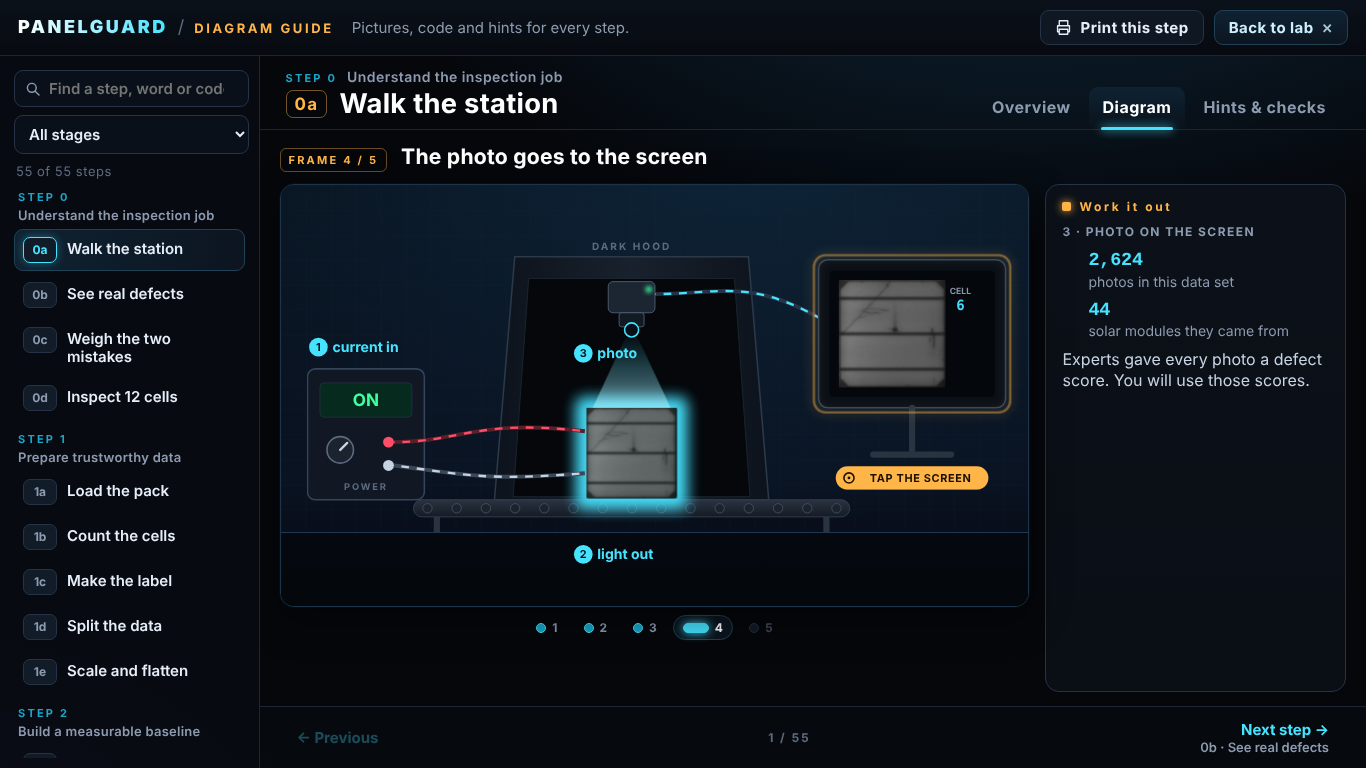 PANELGUARD / DIAGRAM GUIDE Pictures, code and hints for every step.
Print this step
Back to lab ×
Find a step, word or cod
All stages
55 of 55 steps
STEP 0
Understand the inspection job
0a Walk the station
0b See real defects
0c Weigh the two
mistakes
0d Inspect 12 cells
STEP 1
Prepare trustworthy data
1a Load the pack
1b Count the cells
1c Make the label
1d Split the data
1e Scale and flatten
STEP 2
Build a measurable baseline
STEP 0 Understand the inspection job
0a Walk the station
Overview
Diagram
Hints & checks
FRAME 4 / 5 The photo goes to the screen
DARK HOOD
CELL
6
1 current in
3 photo
ON
POWER
TAP THE SCREEN
2 light out
1 2 3 4 5
Work it out
3 · PHOTO ON THE SCREEN
2,624
photos in this data set
44
solar modules they came from
Experts gave every photo a defect
score. You will use those scores.
← Previous
1 / 55
Next step →
0b · See real defects